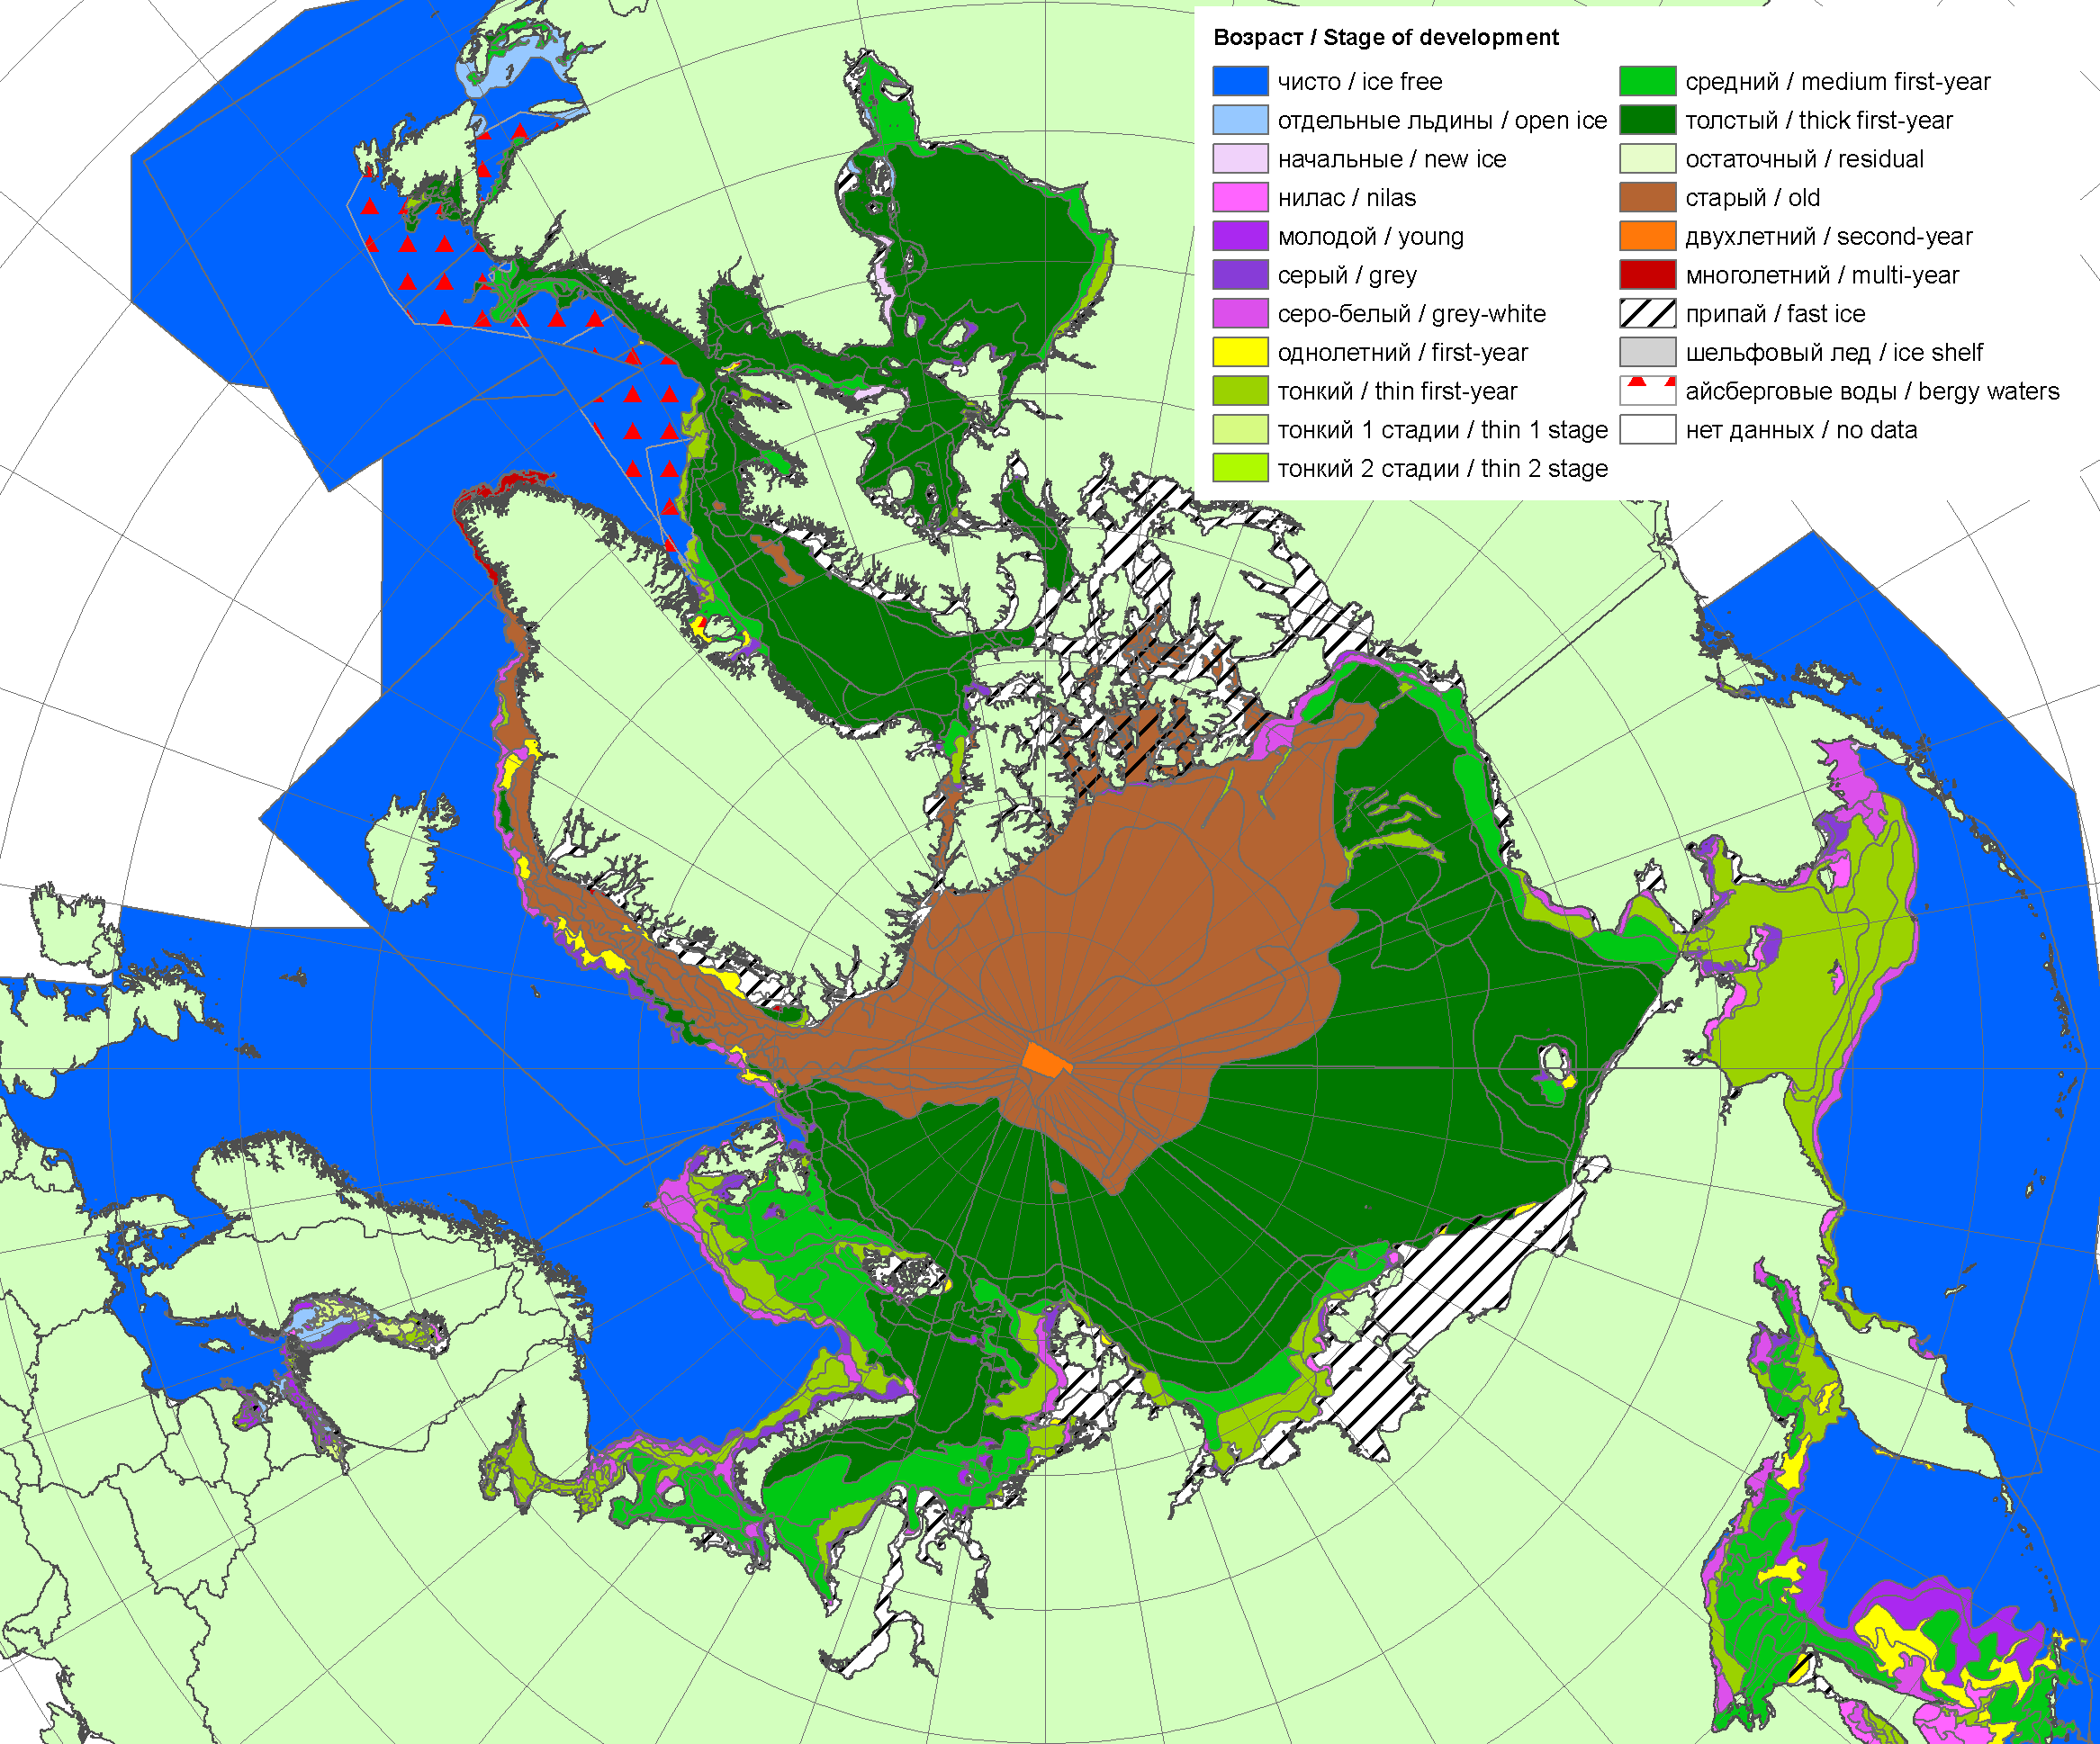 Возраст / Stage of development
чисто / ice free
отдельные льдины / open ice
начальные / new ice
нилас / nilas
молодой / young
серый / grey
серо-белый / grey-white
однолетний / first-year
тонкий / thin first-year
тонкий 1 стадии / thin 1 stage
тонкий 2 стадии / thin 2 stage
средний / medium first-year
толстый / thick first-year
остаточный / residual
старый / old
двухлетний / second-year
многолетний / multi-year
припай / fast ice
шельфовый лед / ice shelf
айсберговые воды / bergy waters
нет данных / no data